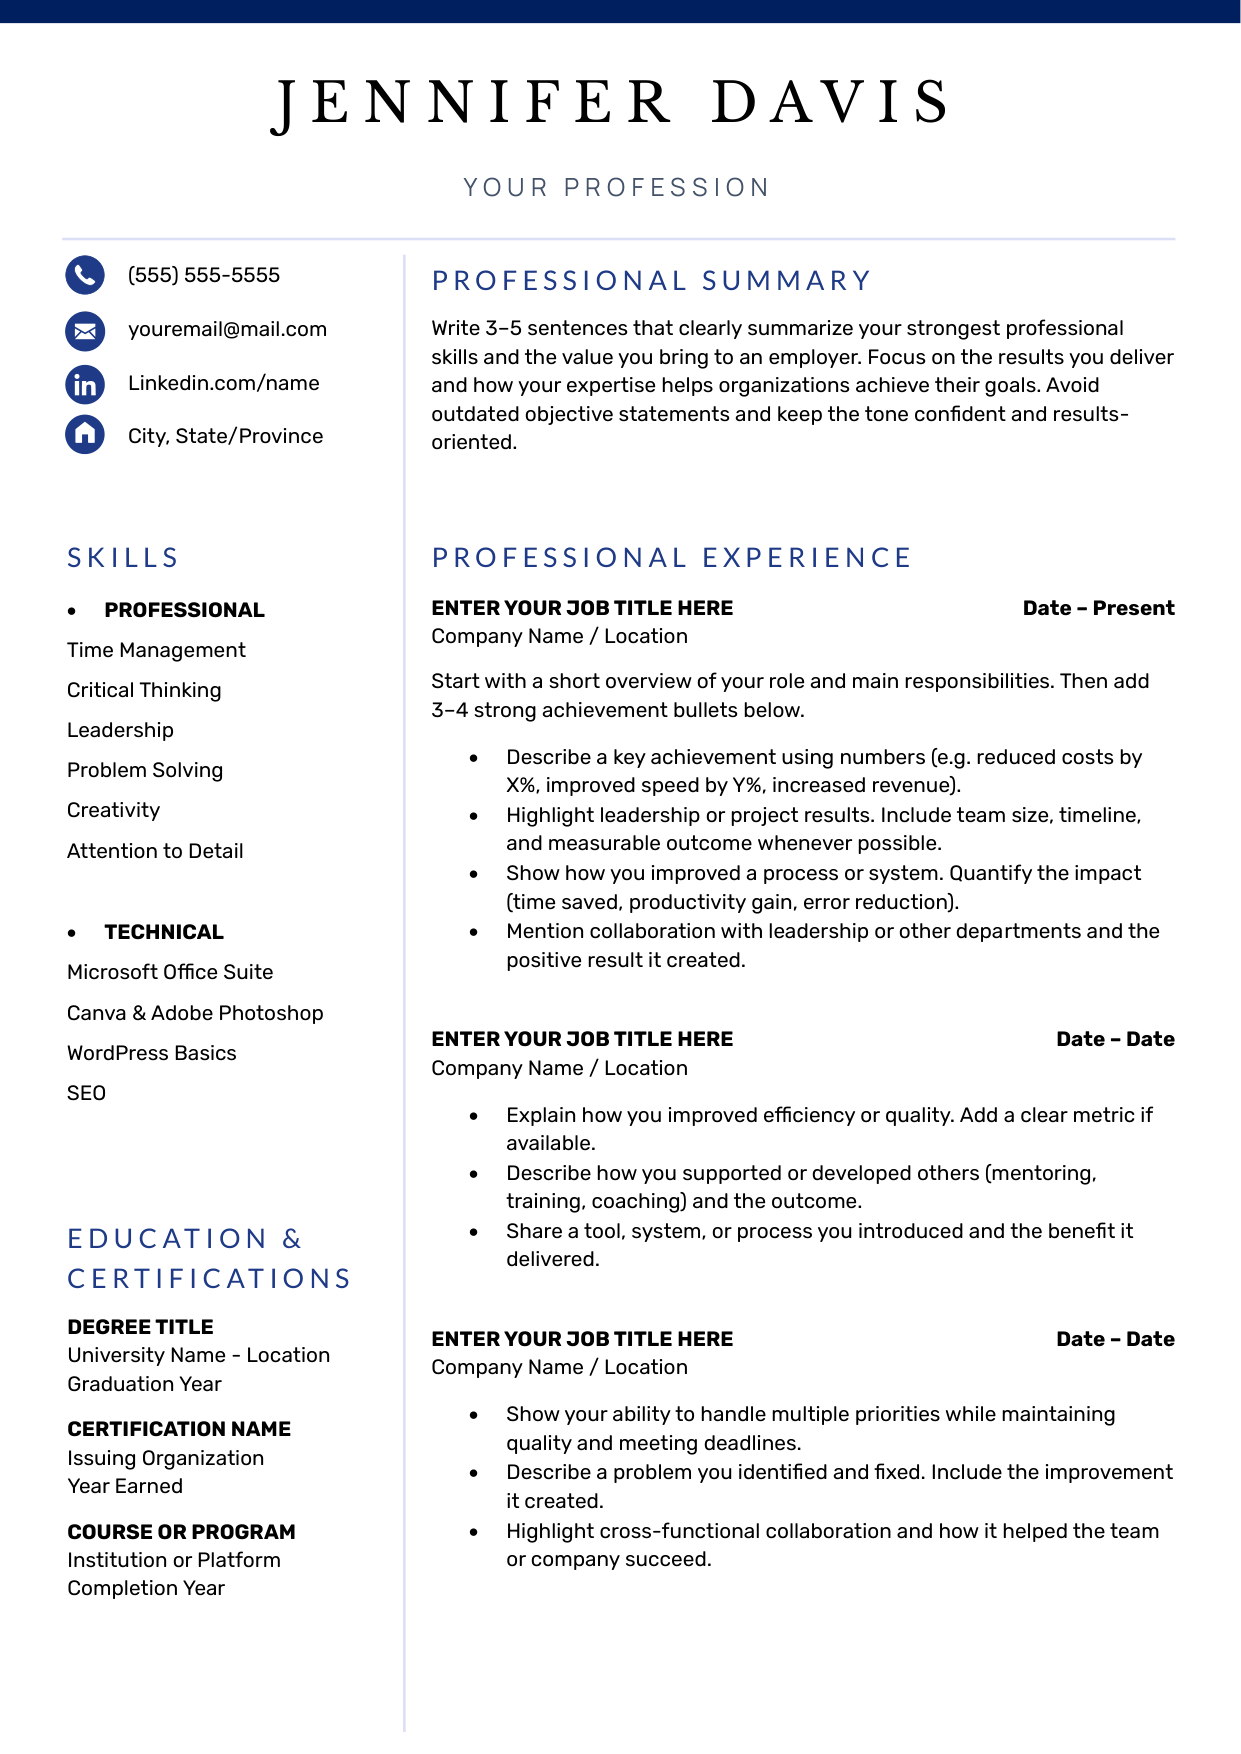 JENNIFER DAVIS
YOUR PROFESSION
(555) 555-5555
youremail@mail.com
Linkedin.com/name
City, State/Province
SKILLS
• PROFESSIONAL
Time Management
Critical Thinking
Leadership
Problem Solving
Creativity
Attention to Detail
• TECHNICAL
Microsoft Office Suite
Canva & Adobe Photoshop
WordPress Basics
SEO
EDUCATION &
CERTIFICATIONS
DEGREE TITLE
University Name - Location
Graduation Year
CERTIFICATION NAME
Issuing Organization
Year Earned
COURSE OR PROGRAM
Institution or Platform
Completion Year
PROFESSIONAL SUMMARY
Write 3–5 sentences that clearly summarize your strongest professional
skills and the value you bring to an employer. Focus on the results you deliver
and how your expertise helps organizations achieve their goals. Avoid
outdated objective statements and keep the tone confident and results-
oriented.
PROFESSIONAL EXPERIENCE
ENTER YOUR JOB TITLE HERE Date – Present
Company Name / Location
Start with a short overview of your role and main responsibilities. Then add
3–4 strong achievement bullets below.
• Describe a key achievement using numbers (e.g. reduced costs by
X%, improved speed by Y%, increased revenue).
• Highlight leadership or project results. Include team size, timeline,
and measurable outcome whenever possible.
• Show how you improved a process or system. Quantify the impact
(time saved, productivity gain, error reduction).
• Mention collaboration with leadership or other departments and the
positive result it created.
ENTER YOUR JOB TITLE HERE Date – Date
Company Name / Location
• Explain how you improved efficiency or quality. Add a clear metric if
available.
• Describe how you supported or developed others (mentoring,
training, coaching) and the outcome.
• Share a tool, system, or process you introduced and the benefit it
delivered.
ENTER YOUR JOB TITLE HERE Date – Date
Company Name / Location
• Show your ability to handle multiple priorities while maintaining
quality and meeting deadlines.
• Describe a problem you identified and fixed. Include the improvement
it created.
• Highlight cross-functional collaboration and how it helped the team
or company succeed.